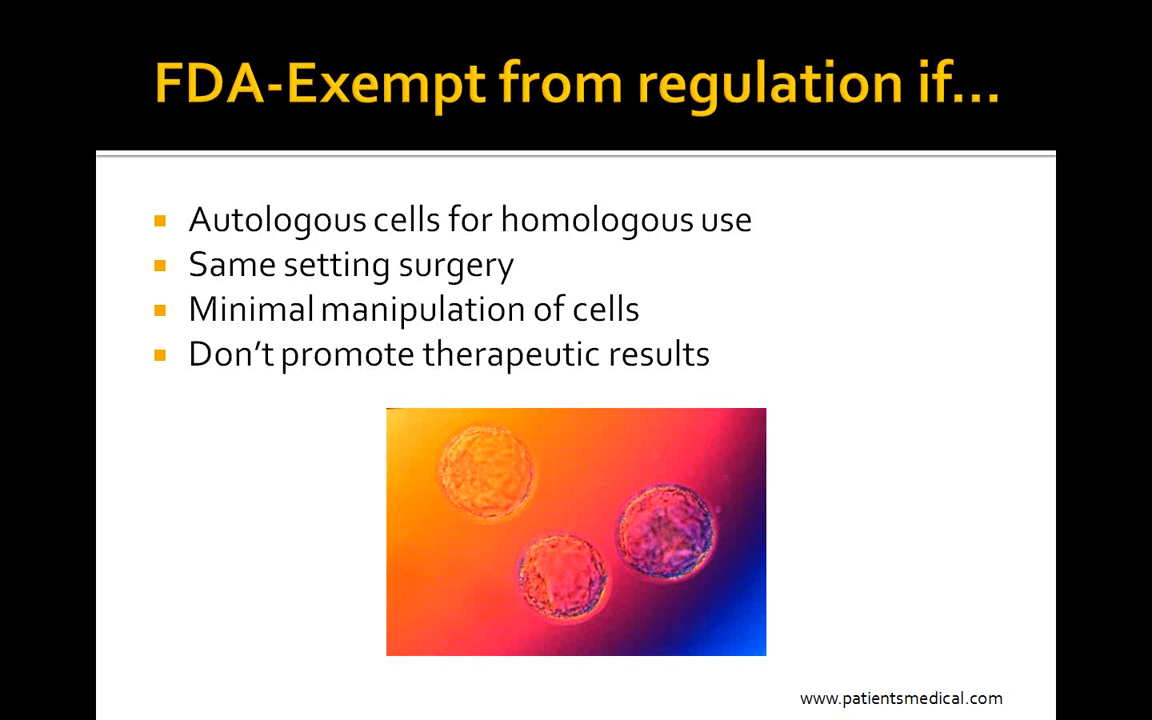 FDA-Exempt from regulation if...
Autologous cells for homologous use
Same setting surgery
Minimal manipulation of cells
Don't promote therapeutic results
www.patientsmedical.com